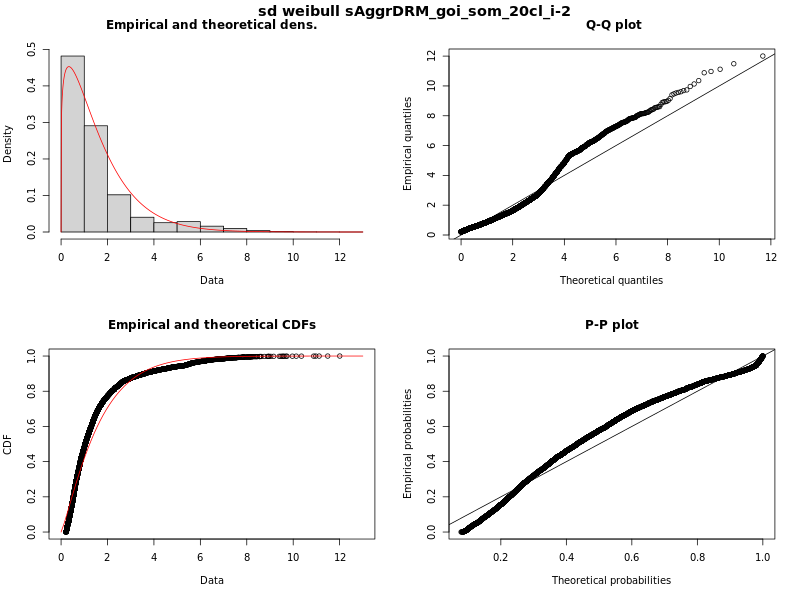 sd weibull sAggrDRM_goi_som_20cl_i-2
Empirical and theoretical dens.
Density
0.0 0.1 0.2 0.3 0.4 0.5
0 2 4 6 8 10 12
Data
Q-Q plot
Empirical quantiles
0 2 4 6 8 10 12
0 2 4 6 8 10 12
Theoretical quantiles
Empirical and theoretical CDFs
CDF
0.0 0.2 0.4 0.6 0.8 1.0
0 2 4 6 8 10 12
Data
P-P plot
Empirical probabilities
0.0 0.2 0.4 0.6 0.8 1.0
0.2 0.4 0.6 0.8 1.0
Theoretical probabilities